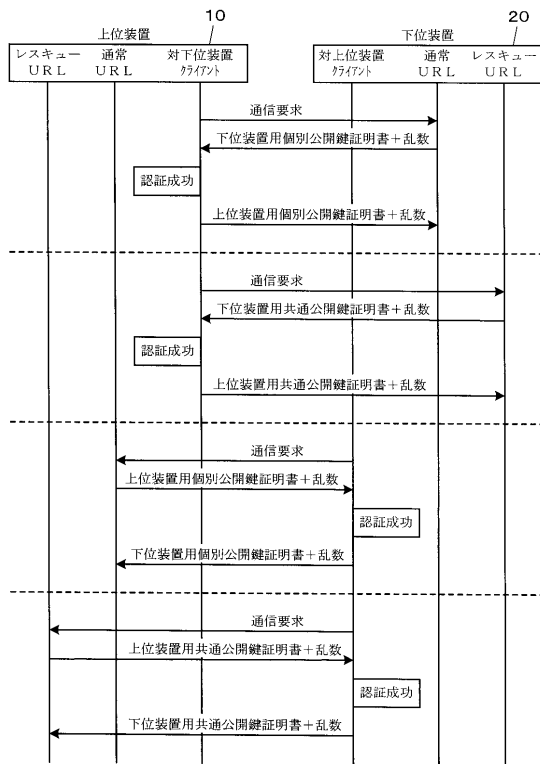 10
20
上位装置
下位装置
レスキュー
URL
通常
URL
対下位装置
クライアント
対上位装置
クライアント
通常
URL
レスキュー
URL
通信要求
下位装置用個別公開鍵証明書+乱数
認証成功
上位装置用個別公開鍵証明書+乱数
通信要求
下位装置用共通公開鍵証明書+乱数
認証成功
上位装置用共通公開鍵証明書+乱数
通信要求
上位装置用個別公開鍵証明書+乱数
認証成功
下位装置用個別公開鍵証明書+乱数
通信要求
上位装置用共通公開鍵証明書+乱数
認証成功
下位装置用共通公開鍵証明書+乱数